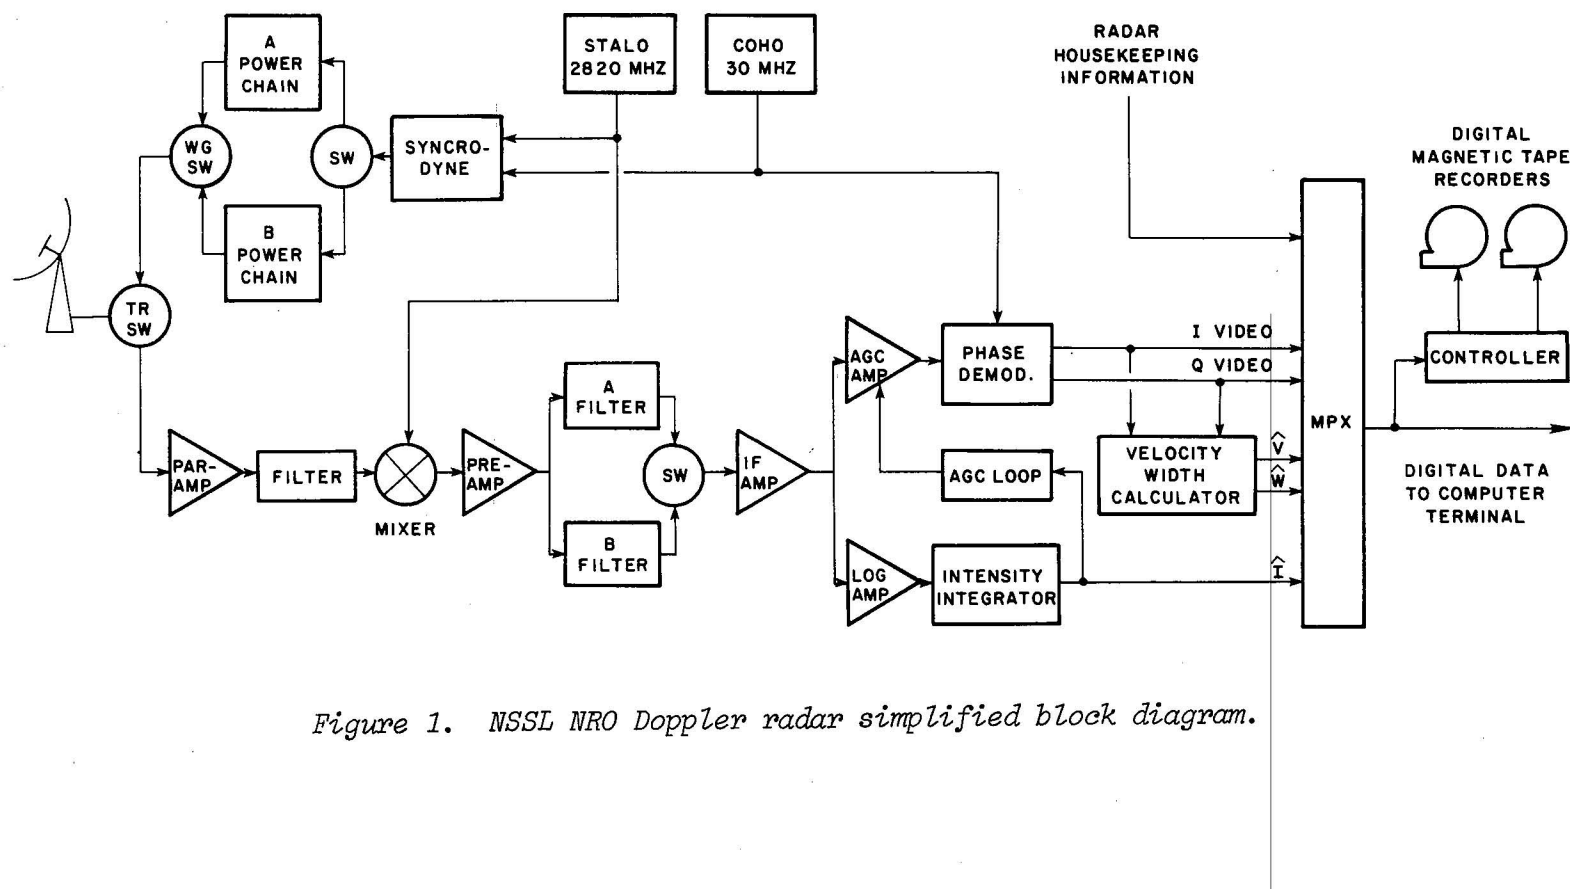 A
POWER
CHAIN
STALO
2820 MHZ
COHO
30 MHZ
RADAR
HOUSEKEEPING
INFORMATION
WG
SW
SW
SYNCRO-
DYNE
DIGITAL
MAGNETIC TAPE
RECORDERS
B
POWER
CHAIN
TR
SW
AGC
AMP
PHASE
DEMOD.
I VIDEO
Q VIDEO
CONTROLLER
A
FILTER
MPX
PAR-
AMP
FILTER
MIXER
PRE-
AMP
SW
IF
AMP
AGC LOOP
VELOCITY
WIDTH
CALCULATOR
V̂
Ŵ
DIGITAL DATA
TO COMPUTER
TERMINAL
B
FILTER
LOG
AMP
INTENSITY
INTEGRATOR
Î
Figure 1. NSSL NRO Doppler radar simplified block diagram.